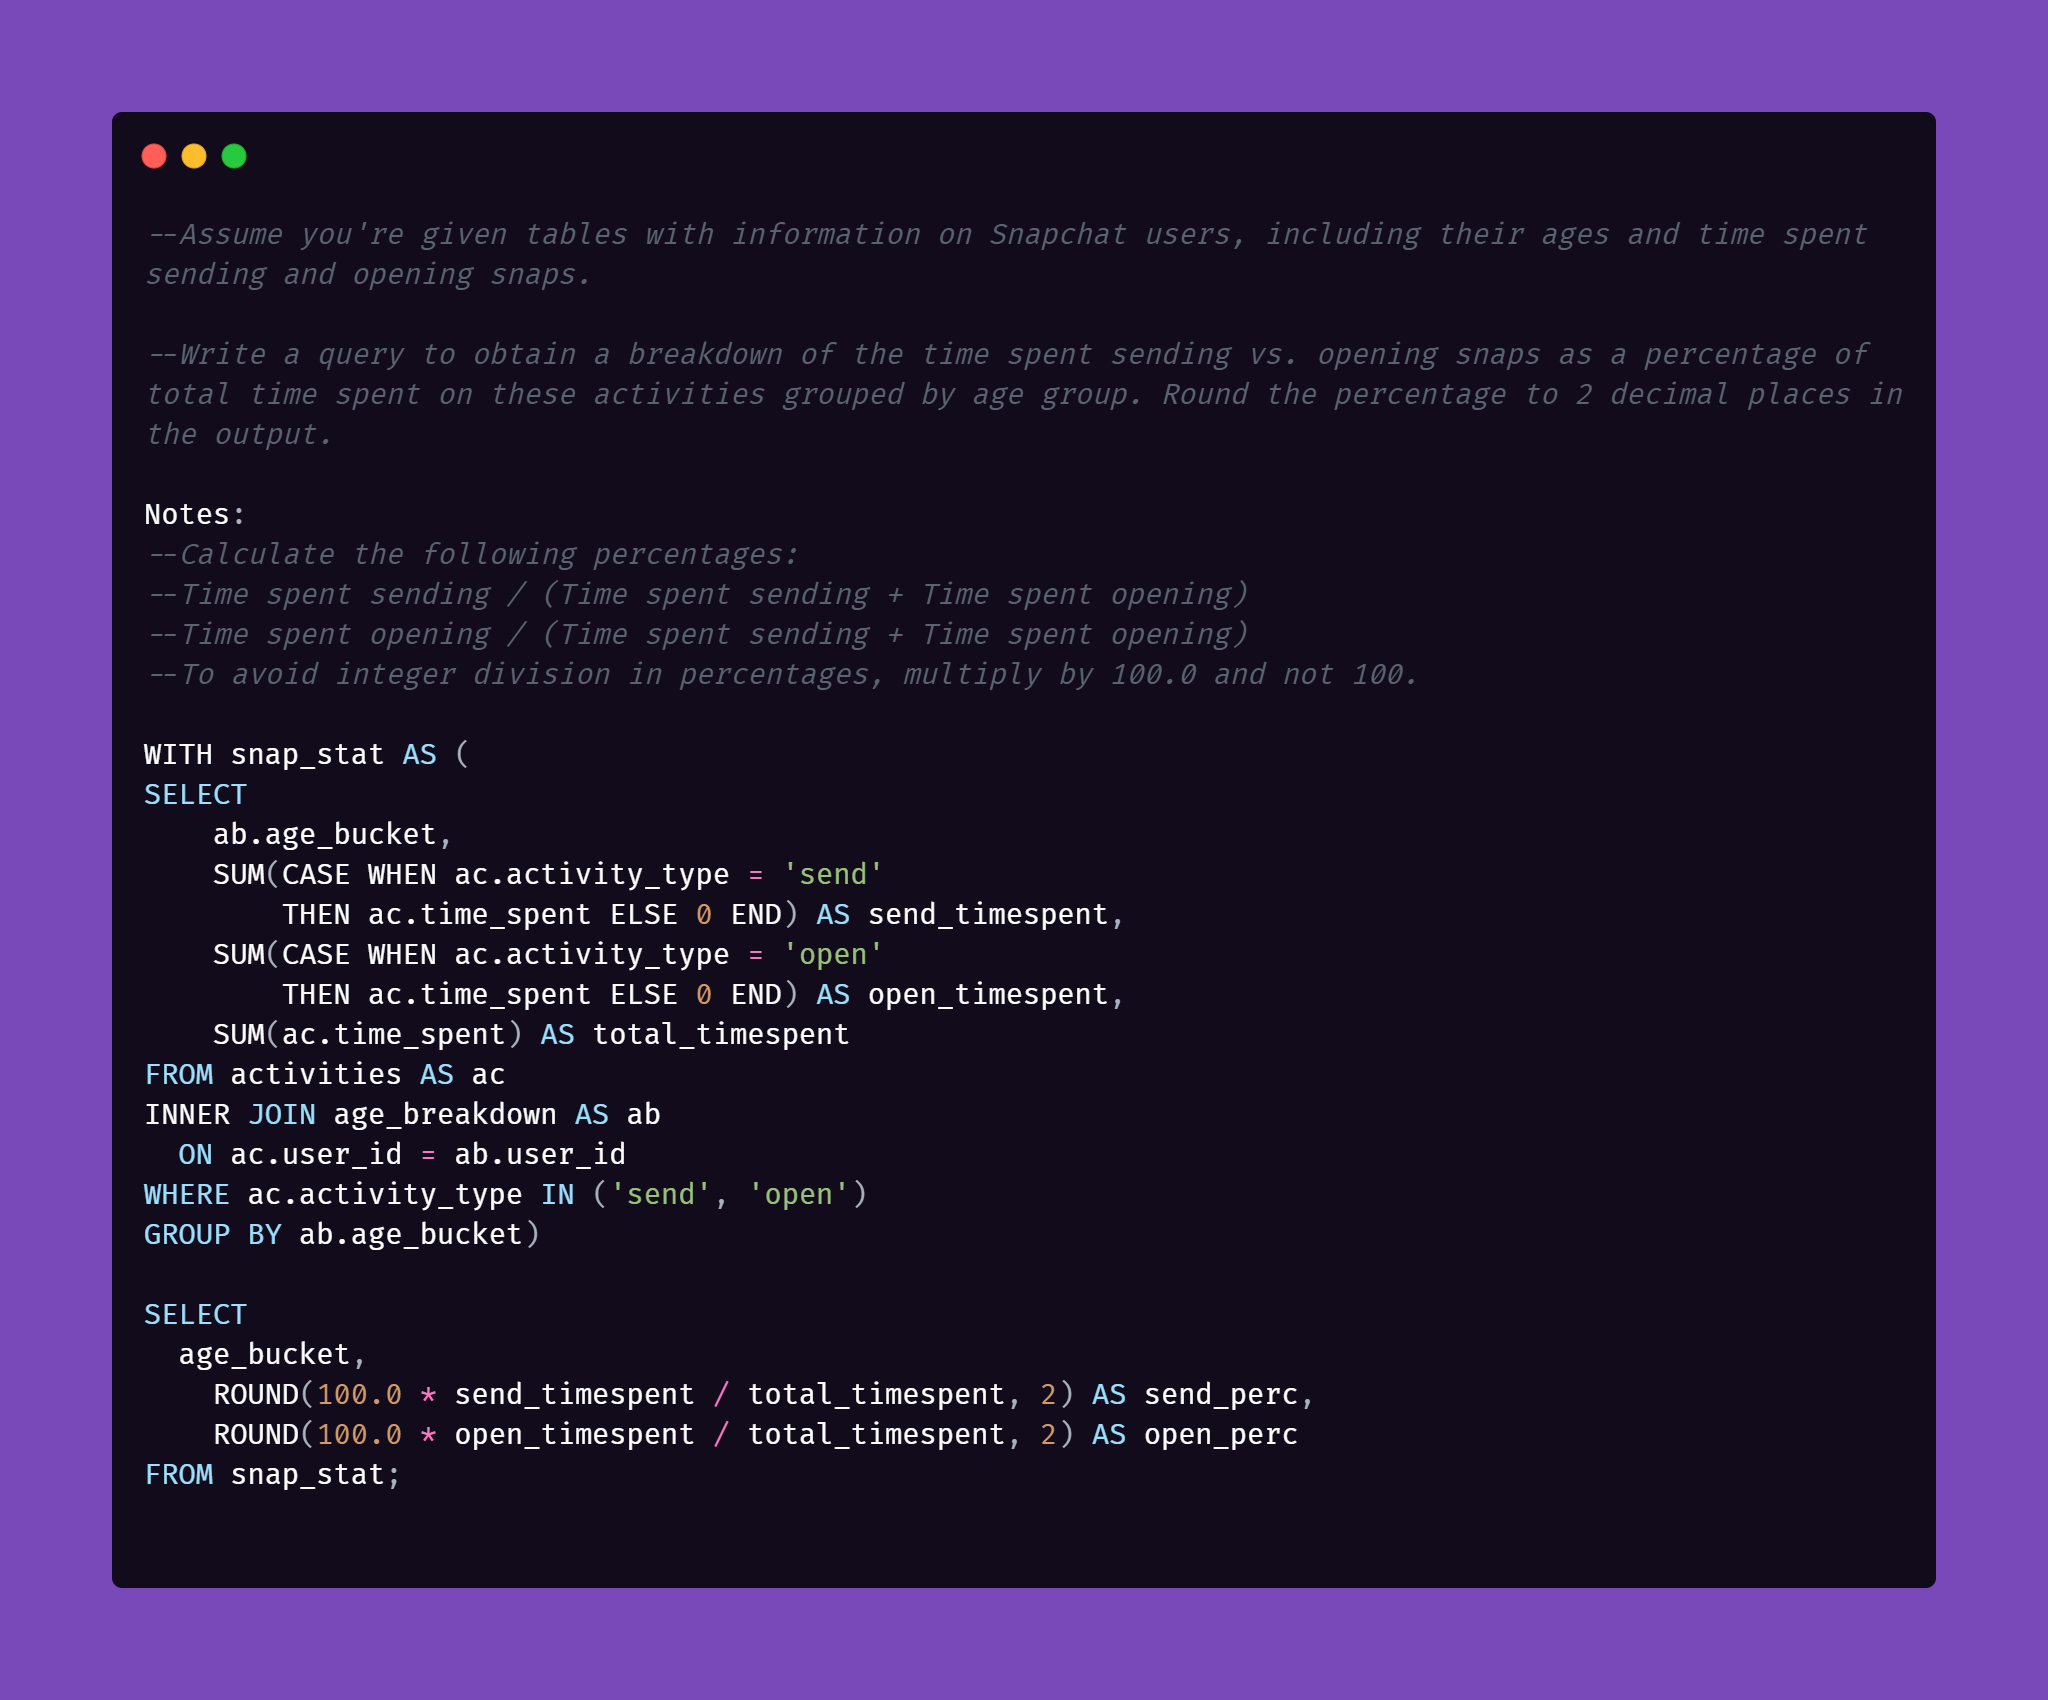 --Assume you're given tables with information on Snapchat users, including their ages and time spent
sending and opening snaps.
--Write a query to obtain a breakdown of the time spent sending vs. opening snaps as a percentage of
total time spent on these activities grouped by age group. Round the percentage to 2 decimal places in
the output.
Notes:
--Calculate the following percentages:
--Time spent sending / (Time spent sending + Time spent opening)
--Time spent opening / (Time spent sending + Time spent opening)
--To avoid integer division in percentages, multiply by 100.0 and not 100.
WITH snap_stat AS (
SELECT
    ab.age_bucket,
    SUM(CASE WHEN ac.activity_type = 'send'
        THEN ac.time_spent ELSE 0 END) AS send_timespent,
    SUM(CASE WHEN ac.activity_type = 'open'
        THEN ac.time_spent ELSE 0 END) AS open_timespent,
    SUM(ac.time_spent) AS total_timespent
FROM activities AS ac
INNER JOIN age_breakdown AS ab
  ON ac.user_id = ab.user_id
WHERE ac.activity_type IN ('send', 'open')
GROUP BY ab.age_bucket)
SELECT
  age_bucket,
    ROUND(100.0 * send_timespent / total_timespent, 2) AS send_perc,
    ROUND(100.0 * open_timespent / total_timespent, 2) AS open_perc
FROM snap_stat;